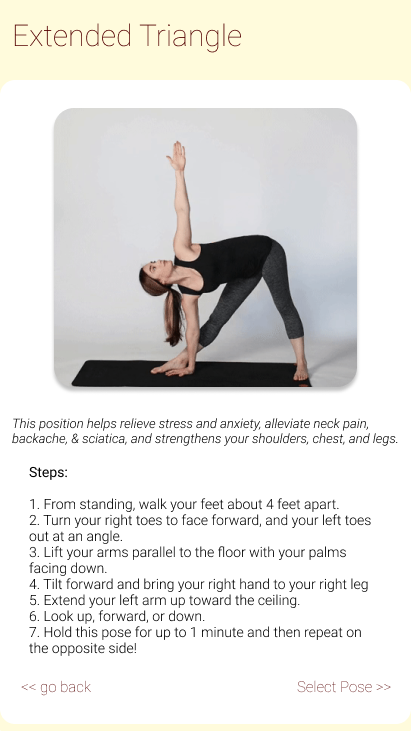 Extended Triangle
This position helps relieve stress and anxiety, alleviate neck pain,
backache, & sciatica, and strengthens your shoulders, chest, and legs.
Steps:
1. From standing, walk your feet about 4 feet apart.
2. Turn your right toes to face forward, and your left toes
out at an angle.
3. Lift your arms parallel to the floor with your palms
facing down.
4. Tilt forward and bring your right hand to your right leg
5. Extend your left arm up toward the ceiling.
6. Look up, forward, or down.
7. Hold this pose for up to 1 minute and then repeat on
the opposite side!
<< go back
Select Pose >>